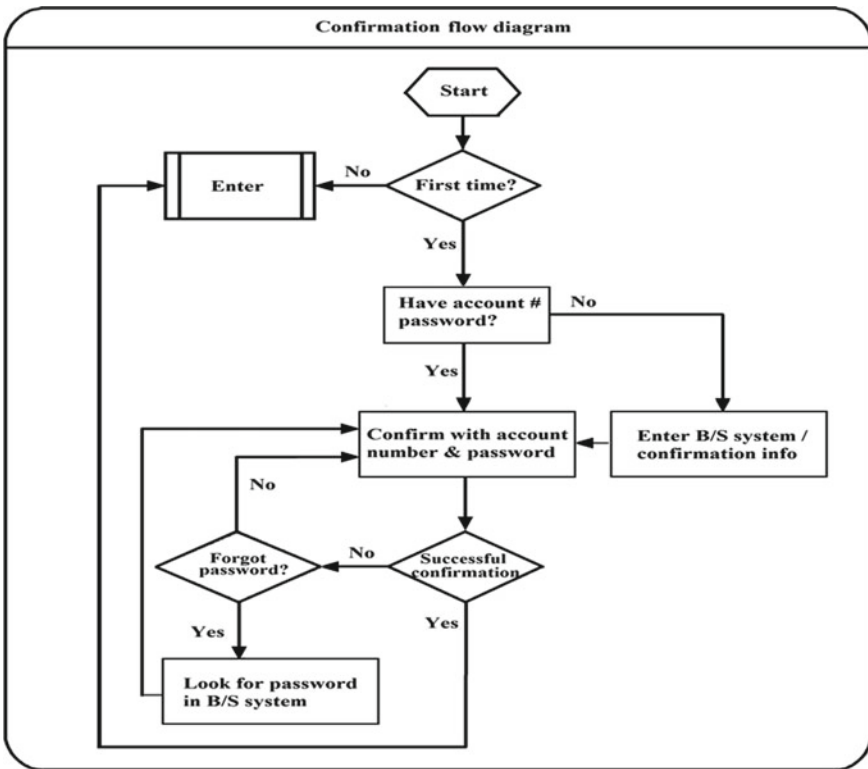 Confirmation flow diagram
Start
First time?
No
Enter
Yes
Have account #
password?
No
Yes
Confirm with account
number & password
Enter B/S system /
confirmation info
No
Forgot
password?
No
Successful
confirmation
Yes
Yes
Look for password
in B/S system